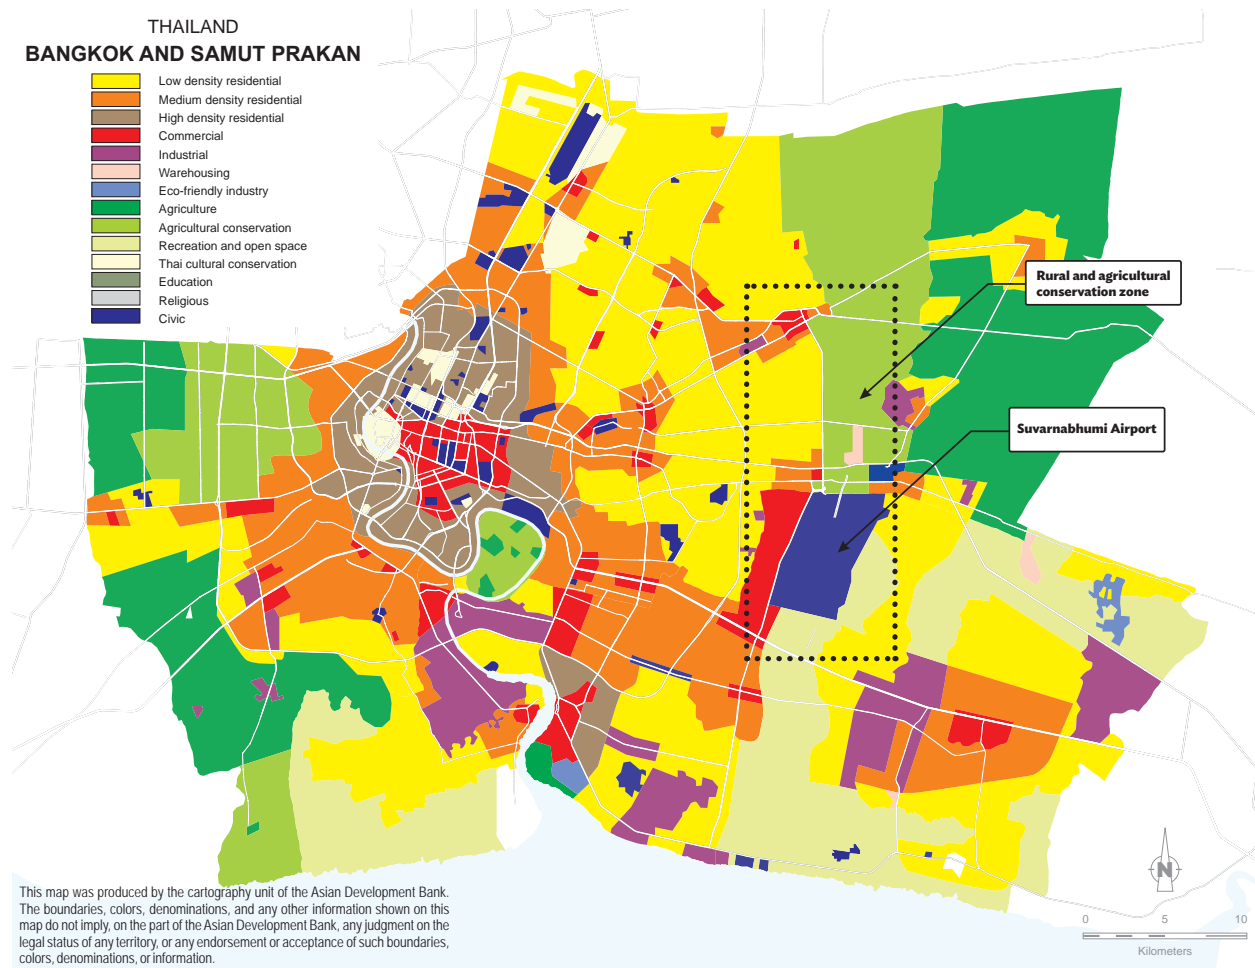 THAILAND
BANGKOK AND SAMUT PRAKAN
Low density residential
Medium density residential
High density residential
Commercial
Industrial
Warehousing
Eco-friendly industry
Agriculture
Agricultural conservation
Recreation and open space
Thai cultural conservation
Education
Religious
Civic
Rural and agricultural
conservation zone
Suvarnabhumi Airport
N
0 5 10
Kilometers
This map was produced by the cartography unit of the Asian Development Bank.
The boundaries, colors, denominations, and any other information shown on this
map do not imply, on the part of the Asian Development Bank, any judgment on the
legal status of any territory, or any endorsement or acceptance of such boundaries,
colors, denominations, or information.